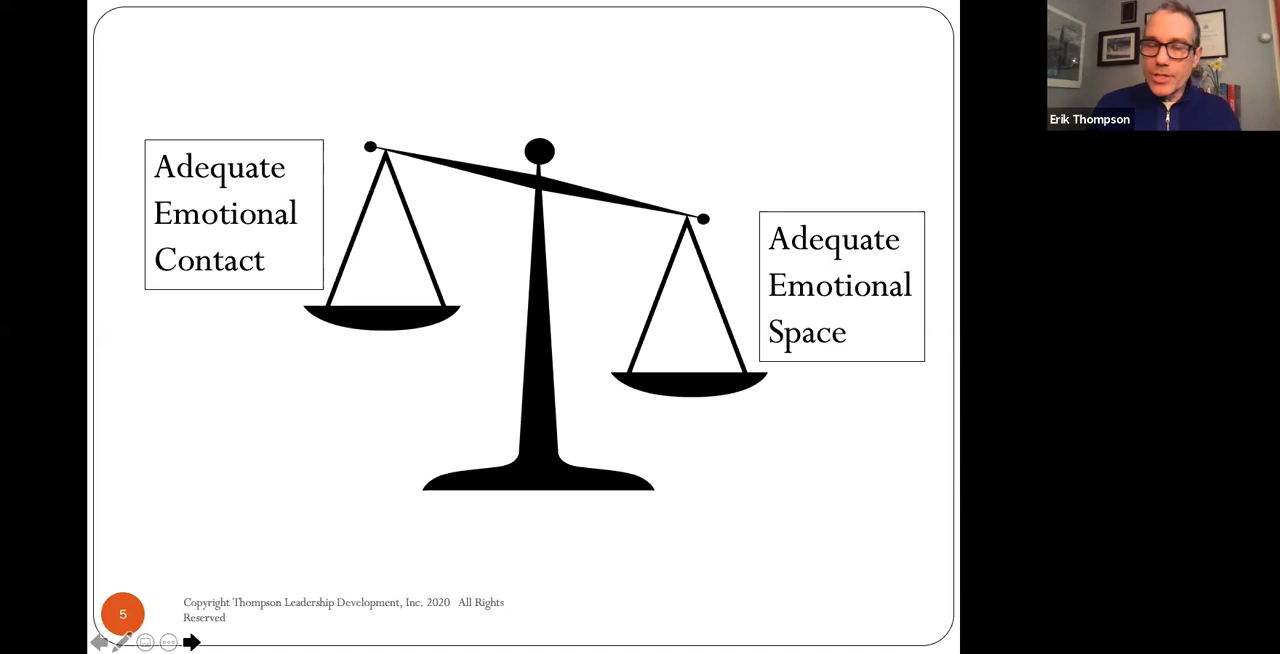 Adequate
Emotional
Contact
Adequate
Emotional
Space
Erik Thompson
5
Copyright Thompson Leadership Development, Inc. 2020 All Rights
Reserved